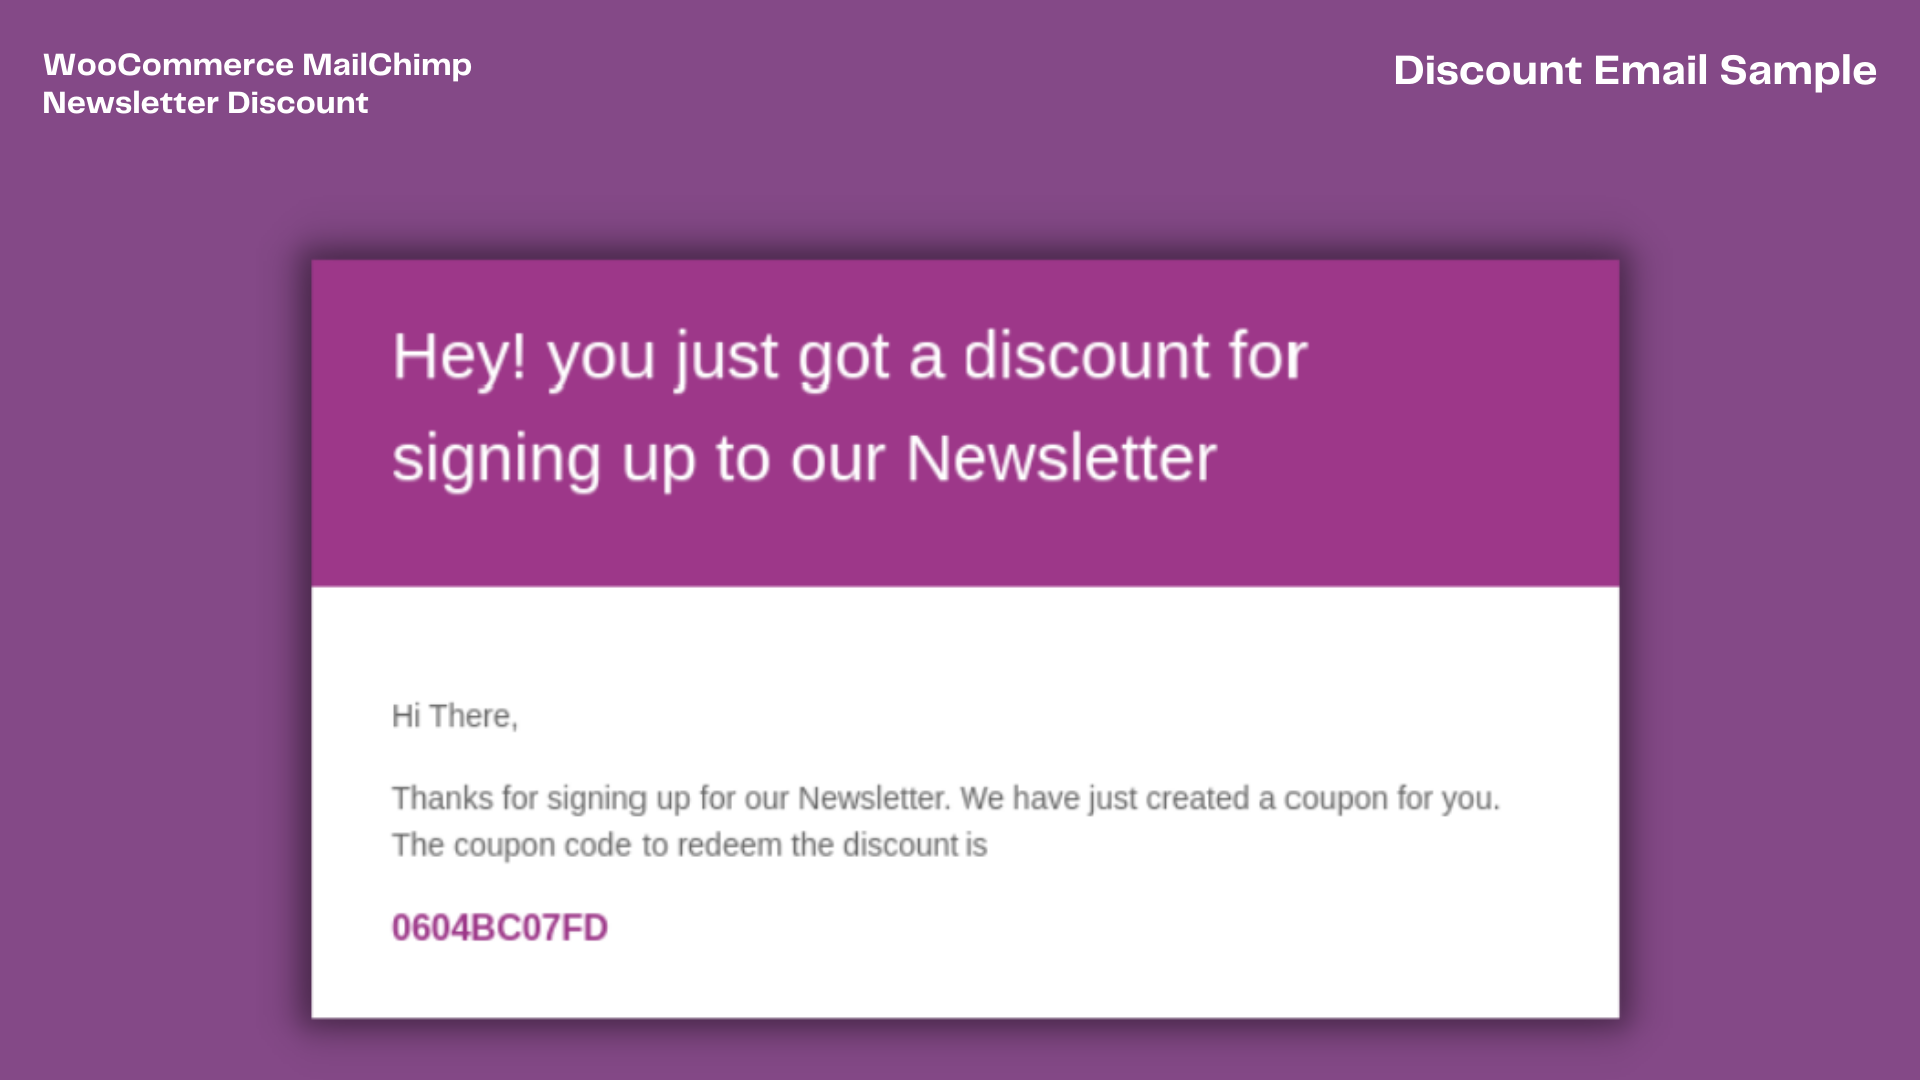 WooCommerce MailChimp
Newsletter Discount
Discount Email Sample
Hey! you just got a discount for
signing up to our Newsletter
Hi There,
Thanks for signing up for our Newsletter. We have just created a coupon for you.
The coupon code to redeem the discount is
0604BC07FD